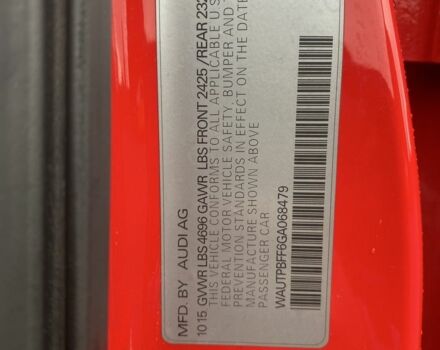 MFD. BY AUDI AG
10 15 GVWR LBS 4696 GAWR LBS FRONT 2425 /REAR 232
THIS VEHICLE CONFORMS TO ALL APPLICABLE U S
FEDERAL MOTOR VEHICLE SAFETY, BUMPER AND
PREVENTION STANDARDS IN EFFECT ON THE DATE
MANUFACTURE SHOWN ABOVE
PASSENGER CAR
WAUTPBFF6GA068479